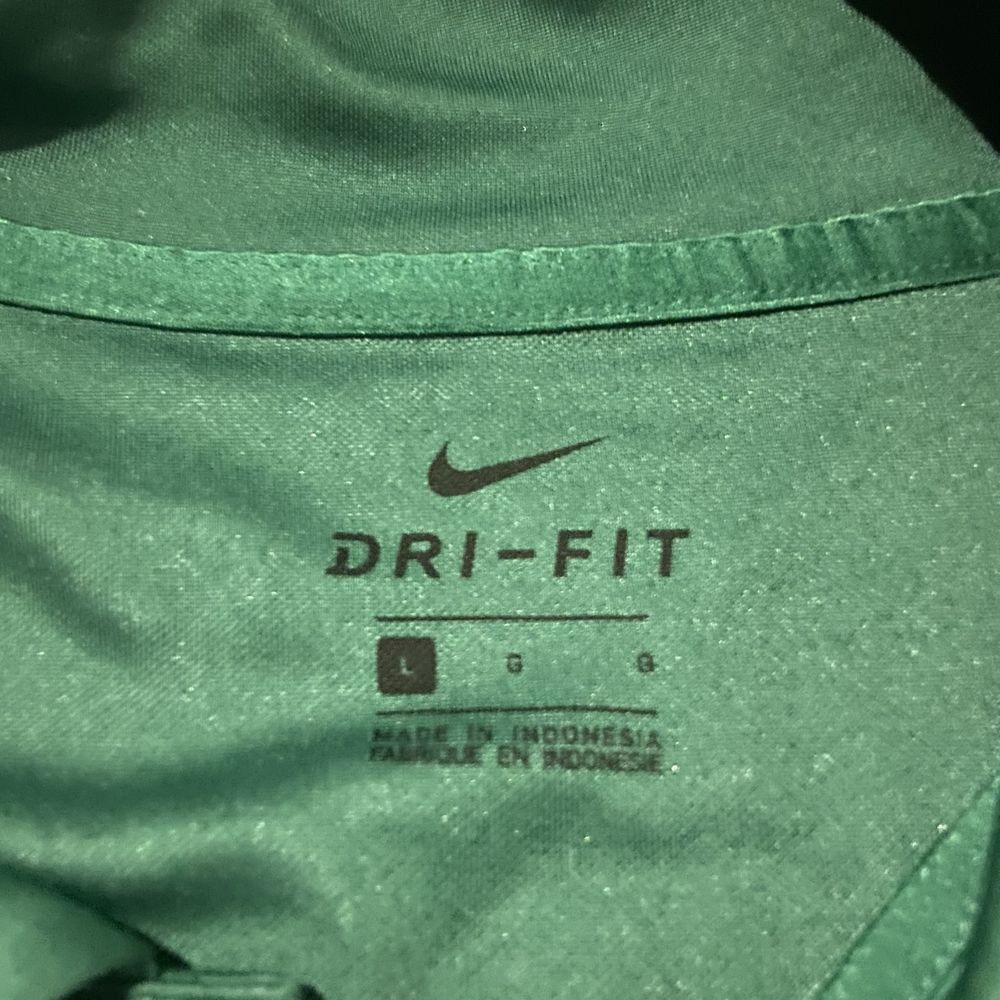 DRI-FIT
L G G
MADE IN INDONESIA
FABRIQUE EN INDONESIE